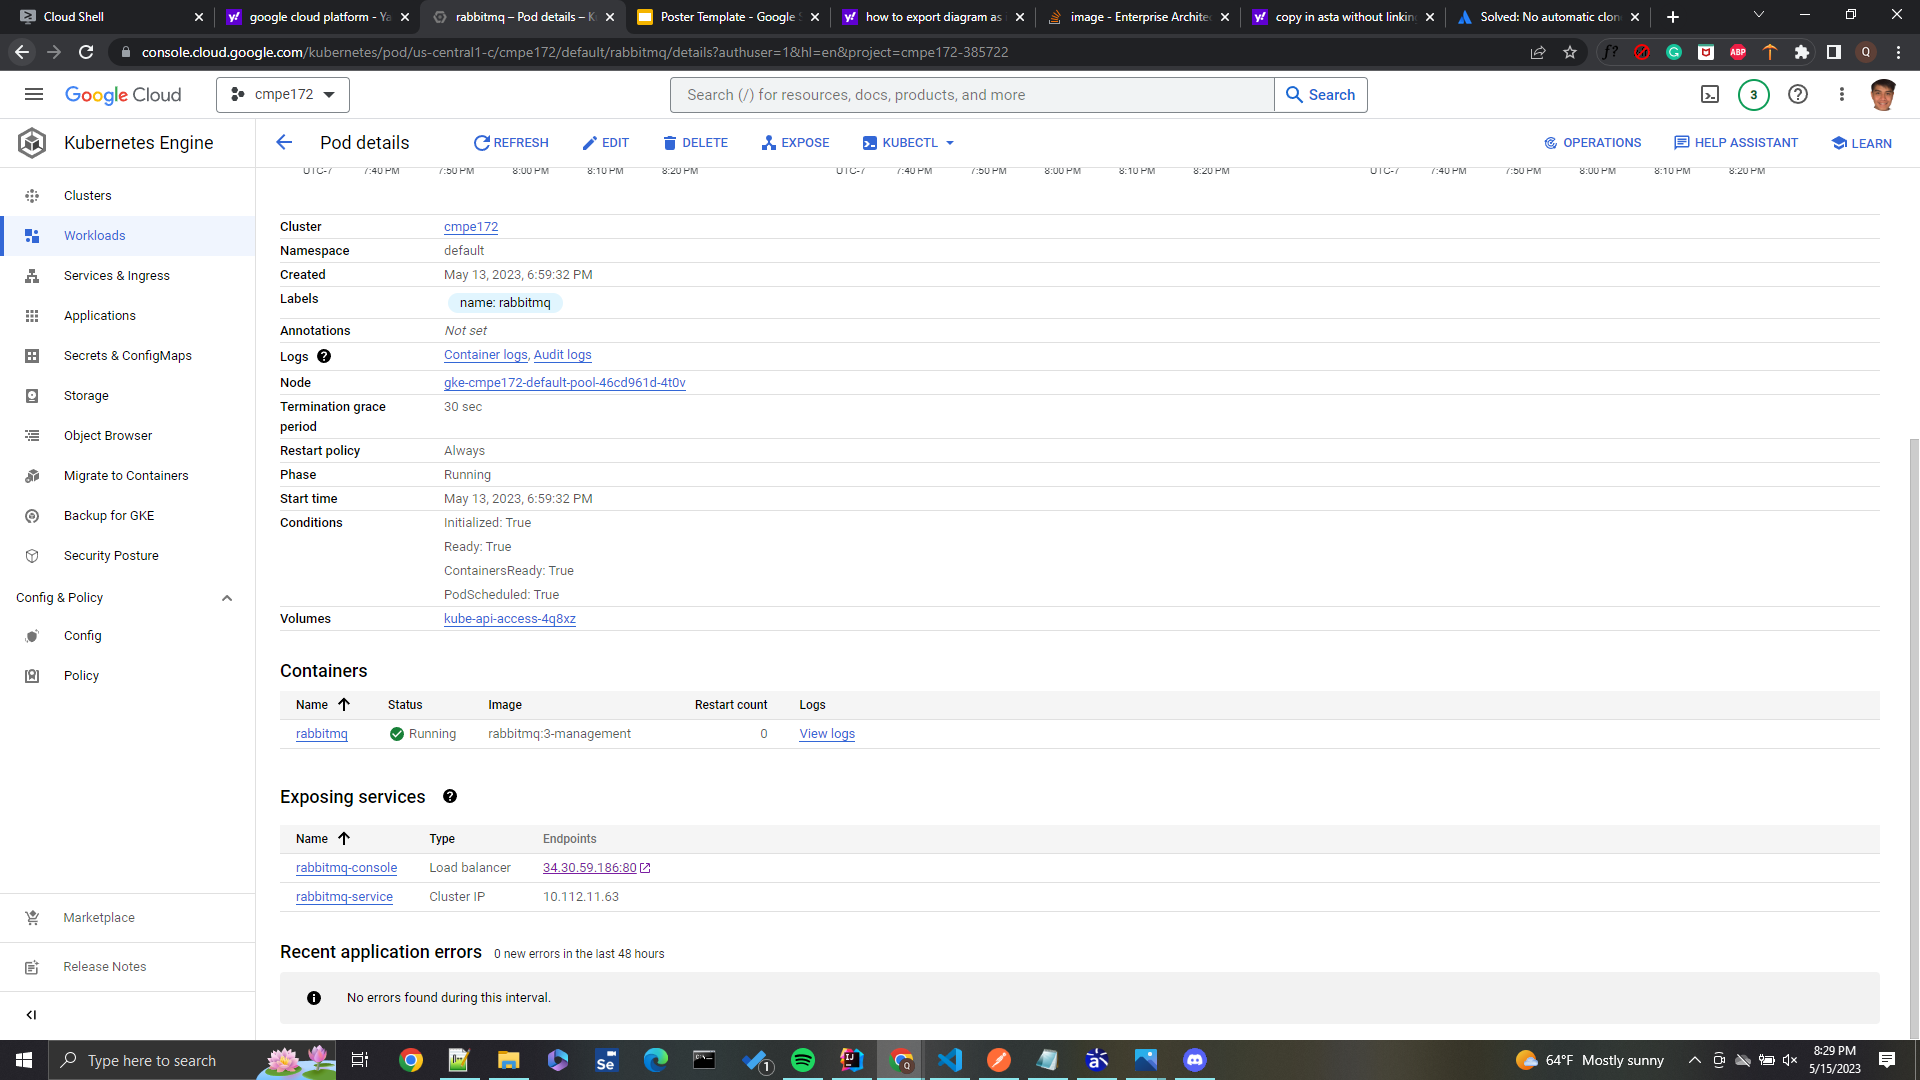 Cloud Shell
google cloud platform - Ya
rabbitmq – Pod details – K
Poster Template - Google S
how to export diagram as
image - Enterprise Architec
copy in asta without linkin
Solved: No automatic clon
console.cloud.google.com/kubernetes/pod/us-central1-c/cmpe172/default/rabbitmq/details?authuser=1&hl=en&project=cmpe172-385722
Google Cloud
cmpe172
Search (/) for resources, docs, products, and more
Search
3
Kubernetes Engine
Pod details
REFRESH
EDIT
DELETE
EXPOSE
KUBECTL
OPERATIONS
HELP ASSISTANT
LEARN
UTC-7 7:40 PM 7:50 PM 8:00 PM 8:10 PM 8:20 PM
UTC-7 7:40 PM 7:50 PM 8:00 PM 8:10 PM 8:20 PM
UTC-7 7:40 PM 7:50 PM 8:00 PM 8:10 PM 8:20 PM
Clusters
Workloads
Services & Ingress
Applications
Secrets & ConfigMaps
Storage
Object Browser
Migrate to Containers
Backup for GKE
Security Posture
Config & Policy
Config
Policy
Marketplace
Release Notes
Cluster cmpe172
Namespace default
Created May 13, 2023, 6:59:32 PM
Labels name: rabbitmq
Annotations Not set
Logs Container logs, Audit logs
Node gke-cmpe172-default-pool-46cd961d-4t0v
Termination grace 30 sec
period
Restart policy Always
Phase Running
Start time May 13, 2023, 6:59:32 PM
Conditions Initialized: True
Ready: True
ContainersReady: True
PodScheduled: True
Volumes kube-api-access-4q8xz
Containers
Name Status Image Restart count Logs
rabbitmq Running rabbitmq:3-management 0 View logs
Exposing services
Name Type Endpoints
rabbitmq-console Load balancer 34.30.59.186:80
rabbitmq-service Cluster IP 10.112.11.63
Recent application errors 0 new errors in the last 48 hours
No errors found during this interval.
Type here to search
64°F Mostly sunny
8:29 PM
5/15/2023